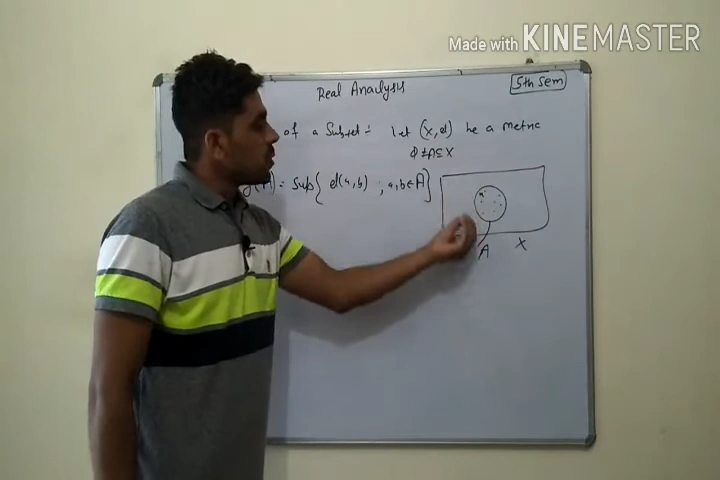 Made with KINEMASTER
Real Analysis
5th Sem
of a Subset :- Let (X, d) be a Metric
Φ ≠ A ⊆ X
(A) = Sup{ d(a, b) ; a, b ∈ A}
A
X